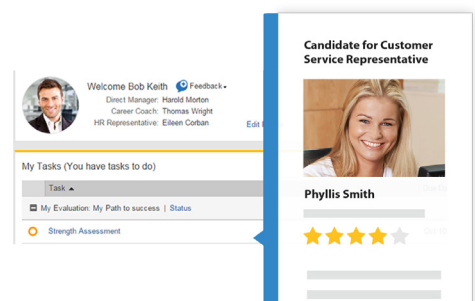 Candidate for Customer
Service Representative
Welcome Bob Keith Feedback
Direct Manager: Harold Morton
Career Coach: Thomas Wright
HR Representative: Eileen Corban
Edit
My Tasks (You have tasks to do)
Task
My Evaluation: My Path to success | Status
Strength Assessment
Phyllis Smith